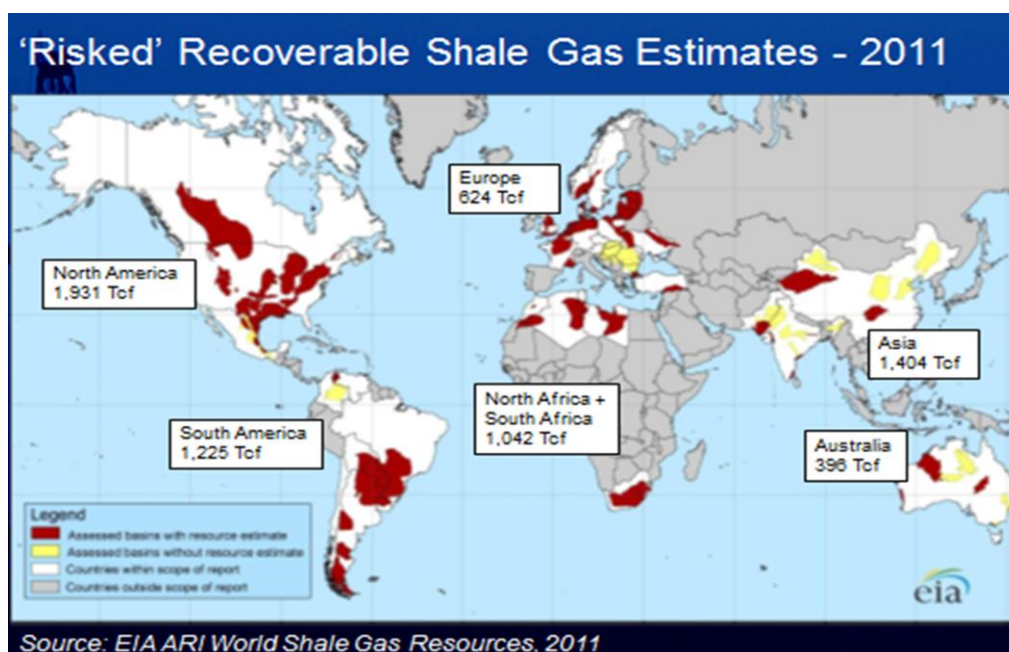 'Risked' Recoverable Shale Gas Estimates - 2011
Europe
624 Tcf
North America
1,931 Tcf
Asia
1,404 Tcf
North Africa +
South Africa
1,042 Tcf
South America
1,225 Tcf
Australia
396 Tcf
Legend
Assessed basins with resource estimate
Assessed basins without resource estimate
Countries within scope of report
Countries outside scope of report
eia
Source: EIA ARI World Shale Gas Resources, 2011